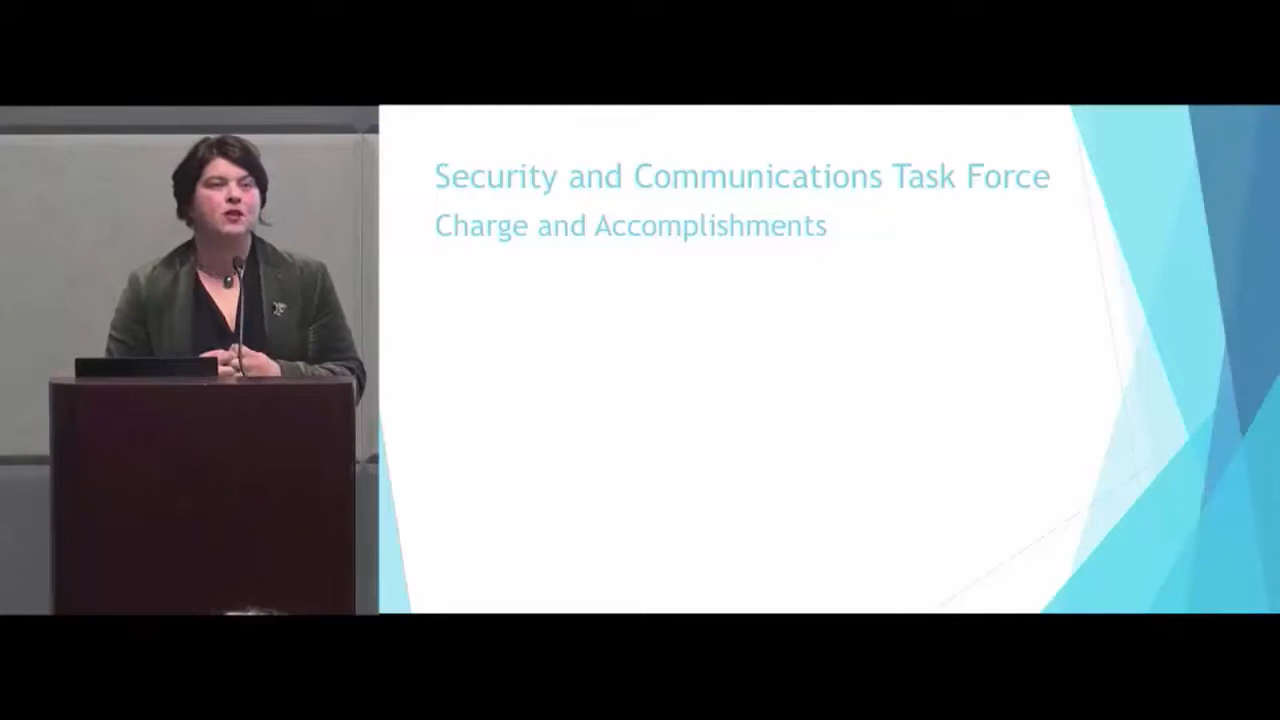 Security and Communications Task Force
Charge and Accomplishments